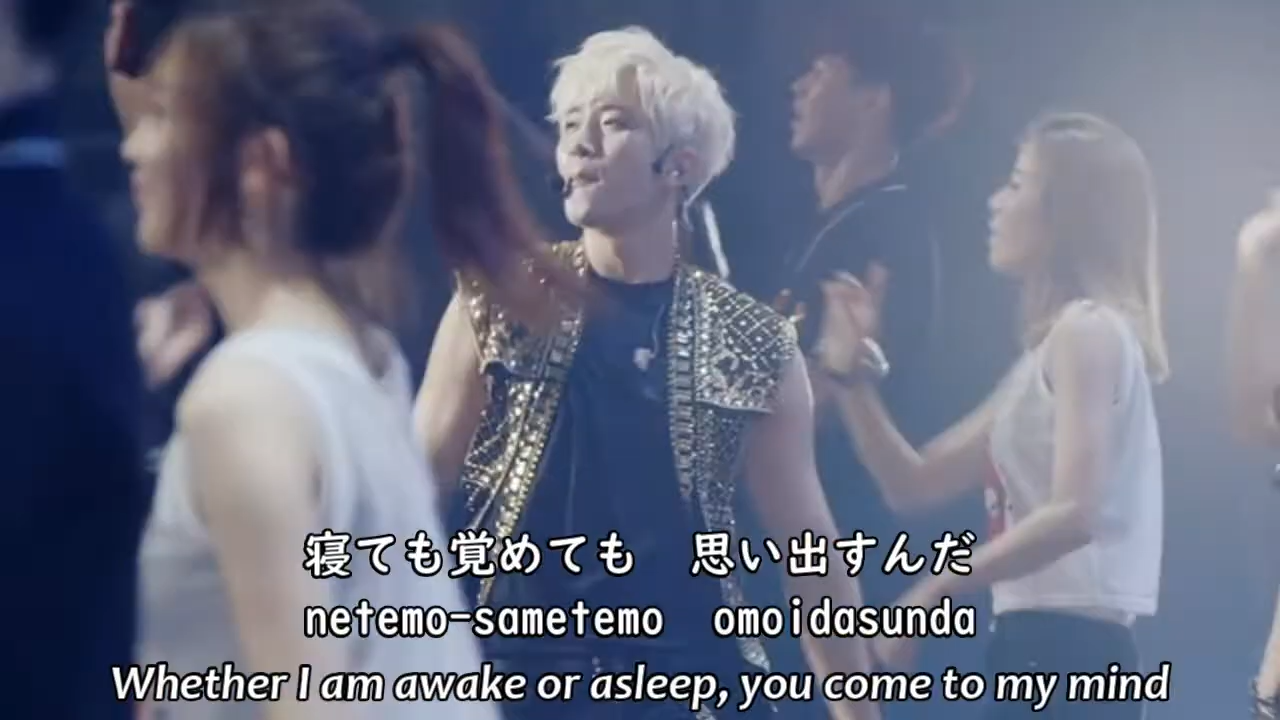 寝ても覚めても　思い出すんだ
netemo-sametemo　omoidasunda
Whether I am awake or asleep, you come to my mind